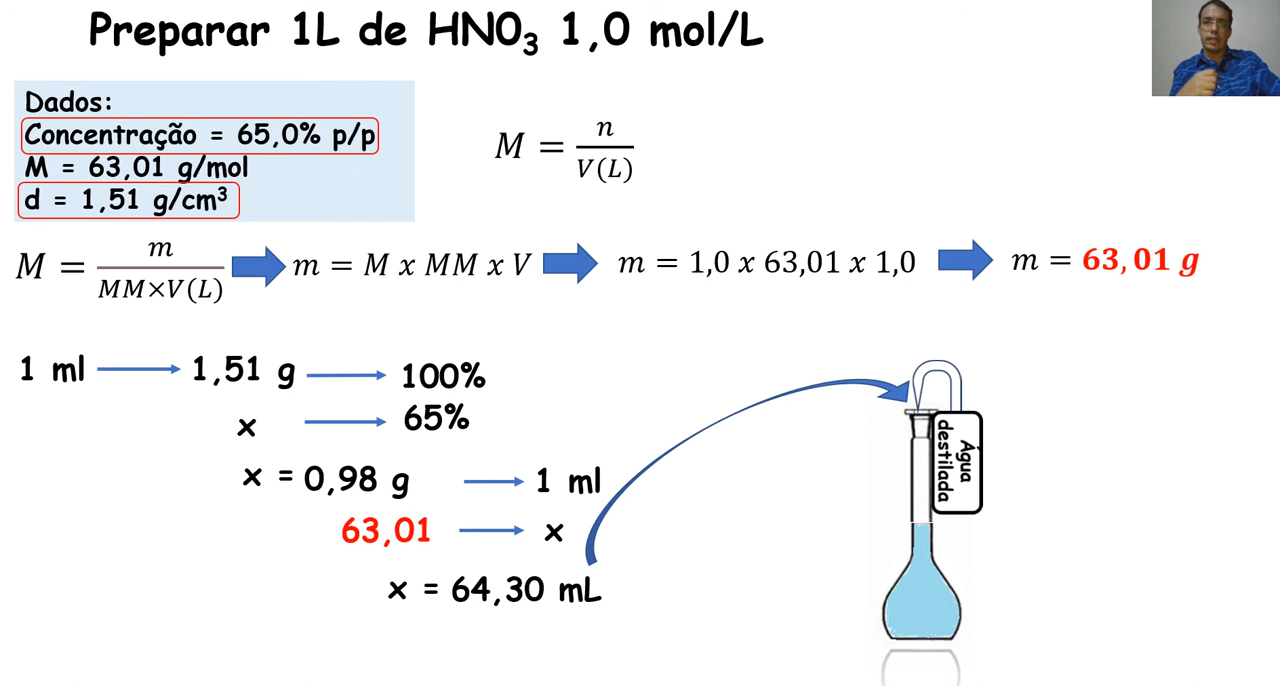 Preparar 1L de HNO₃ 1,0 mol/L
Dados:
Concentração = 65,0% p/p
M = 63,01 g/mol
d = 1,51 g/cm³
M = n / V(L)
M = m / MM×V(L)
m = M x MM x V
m = 1,0 x 63,01 x 1,0
m = 63,01 g
1 ml
1,51 g
100%
x
65%
x = 0,98 g
1 ml
63,01
x
x = 64,30 mL
Água
destilada